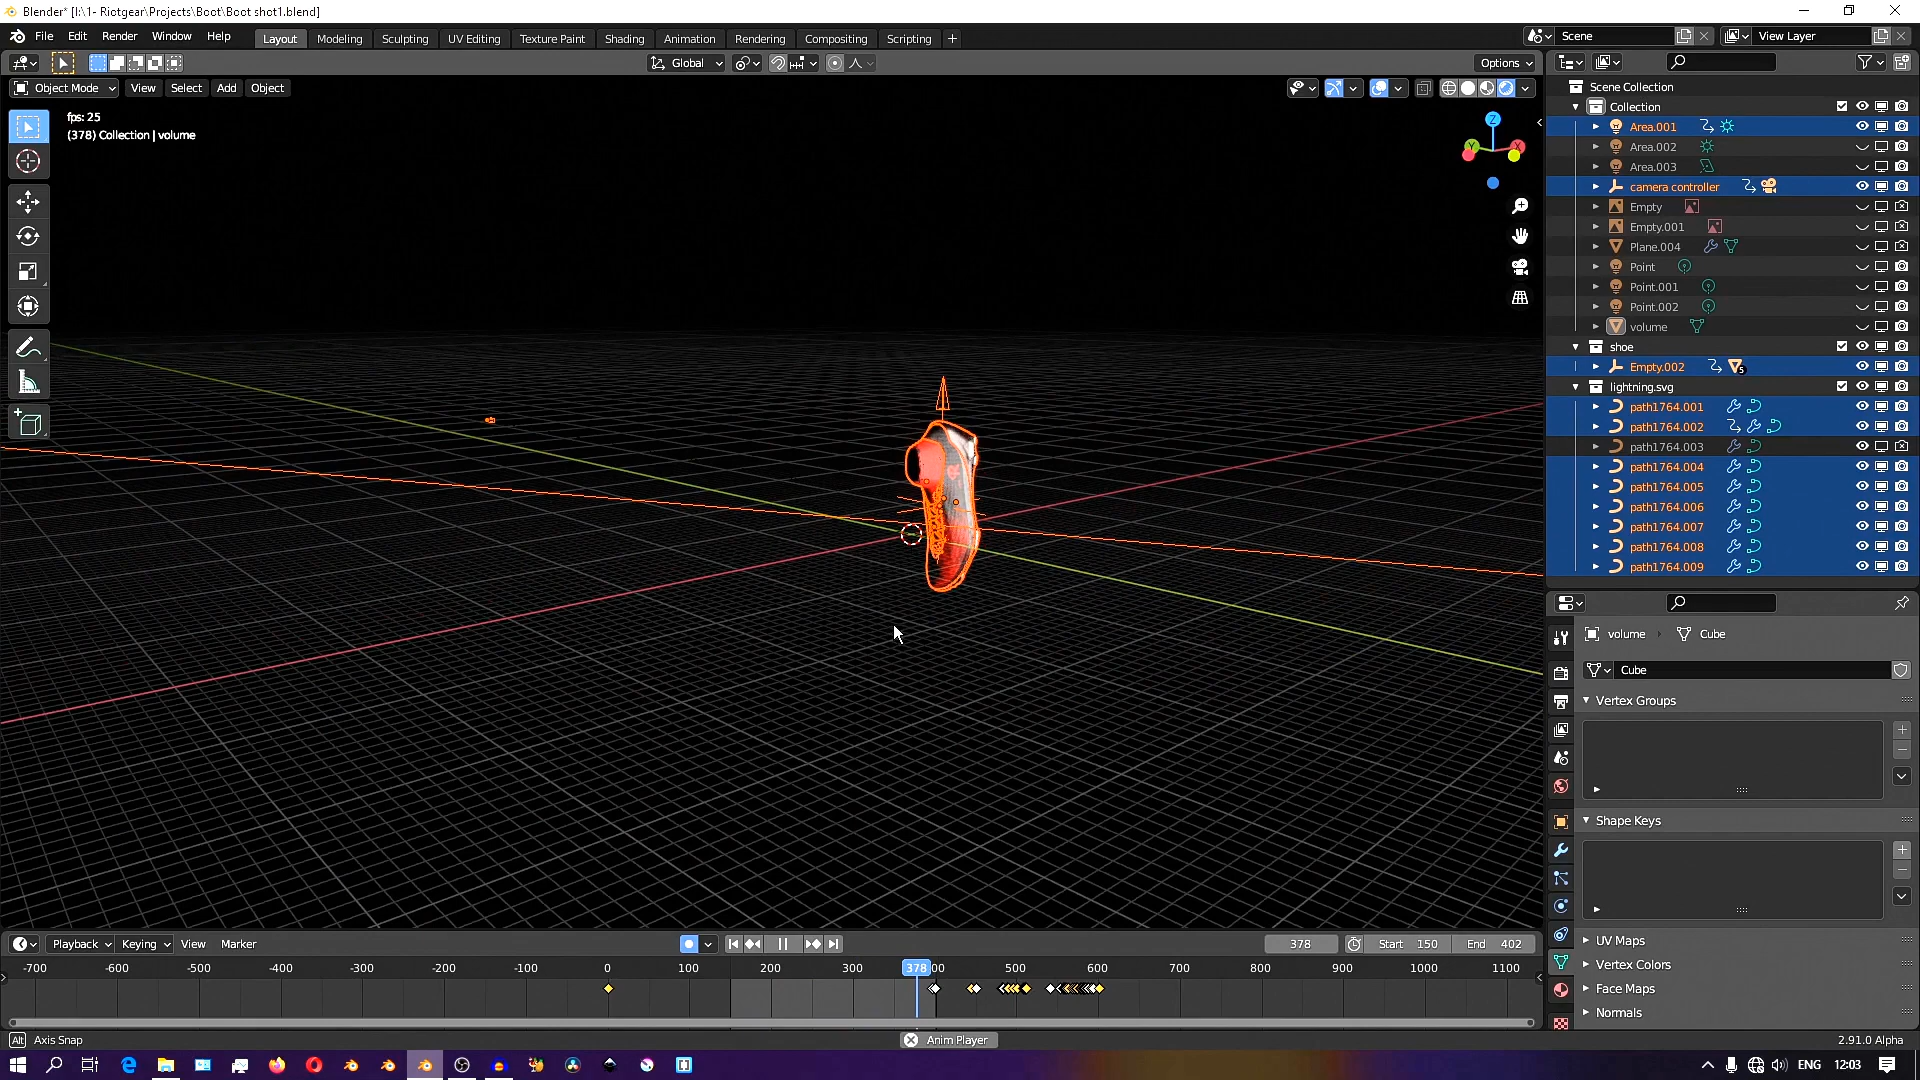 Blender* [I:\1- Riotgear\Projects\Boot\Boot shot1.blend]
File Edit Render Window Help
Layout Modeling Sculpting UV Editing Texture Paint Shading Animation Rendering Compositing Scripting +
Scene View Layer
Global Options
Object Mode View Select Add Object
fps: 25
(378) Collection | volume
Z
Y
X
Scene Collection
Collection
Area.001
Area.002
Area.003
camera controller
Empty
Empty.001
Plane.004
Point
Point.001
Point.002
volume
shoe
Empty.002 5
lightning.svg
path1764.001
path1764.002
path1764.003
path1764.004
path1764.005
path1764.006
path1764.007
path1764.008
path1764.009
volume Cube
Cube
Vertex Groups
Shape Keys
UV Maps
Vertex Colors
Face Maps
Normals
Playback Keying View Marker
378 Start 150 End 402
-700 -600 -500 -400 -300 -200 -100 0 100 200 300 378 00 500 600 700 800 900 1000 1100
Alt Axis Snap
Anim Player
2.91.0 Alpha
ENG 12:03